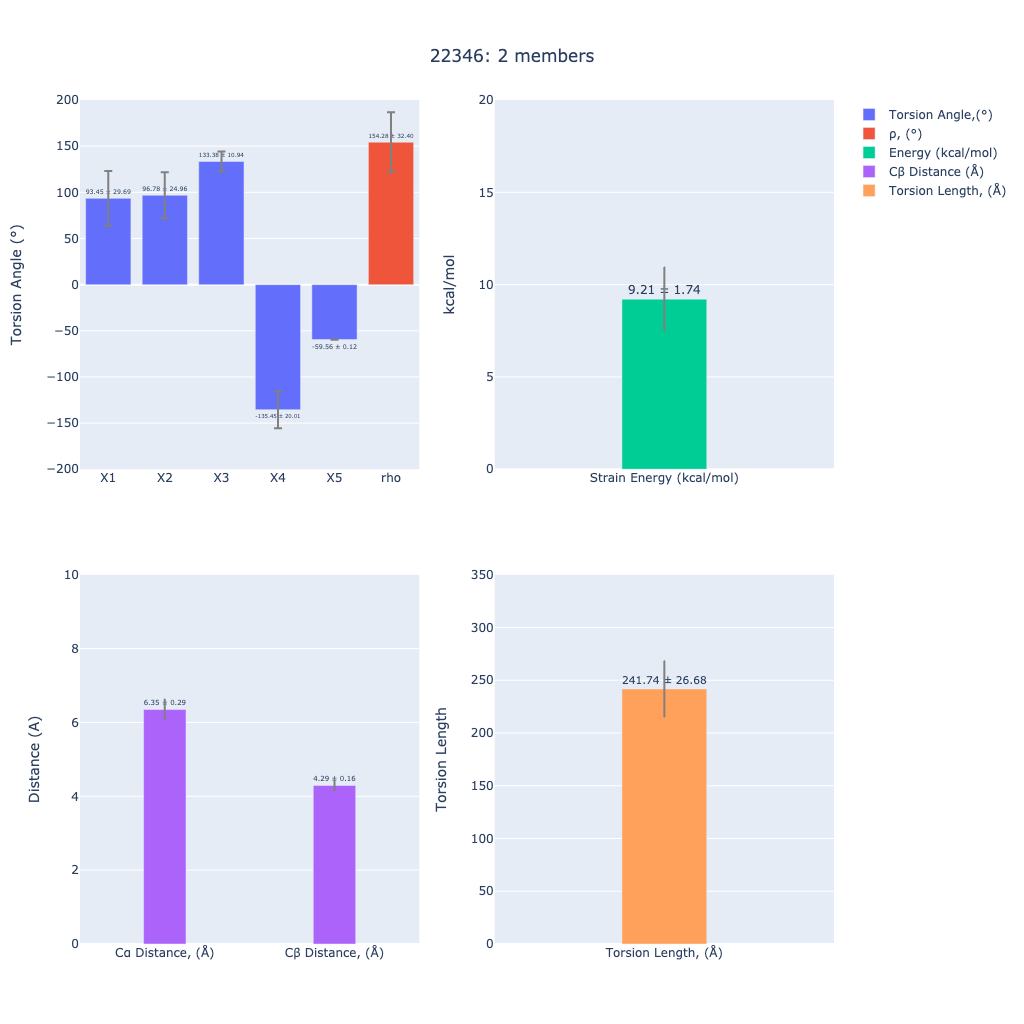 22346: 2 members
Torsion Angle (°)
200
150
100
50
0
−50
−100
−150
−200
93.45 ± 29.69
96.78 ± 24.96
133.38 ± 10.94
-135.45 ± 20.01
-59.56 ± 0.12
154.28 ± 32.40
X1 X2 X3 X4 X5 rho
kcal/mol
20
15
10
5
0
9.21 ± 1.74
Strain Energy (kcal/mol)
Torsion Angle,(°)
ρ, (°)
Energy (kcal/mol)
Cβ Distance (Å)
Torsion Length, (Å)
Distance (A)
10
8
6
4
2
0
6.35 ± 0.29
4.29 ± 0.16
Cα Distance, (Å) Cβ Distance, (Å)
Torsion Length
350
300
250
200
150
100
50
0
241.74 ± 26.68
Torsion Length, (Å)